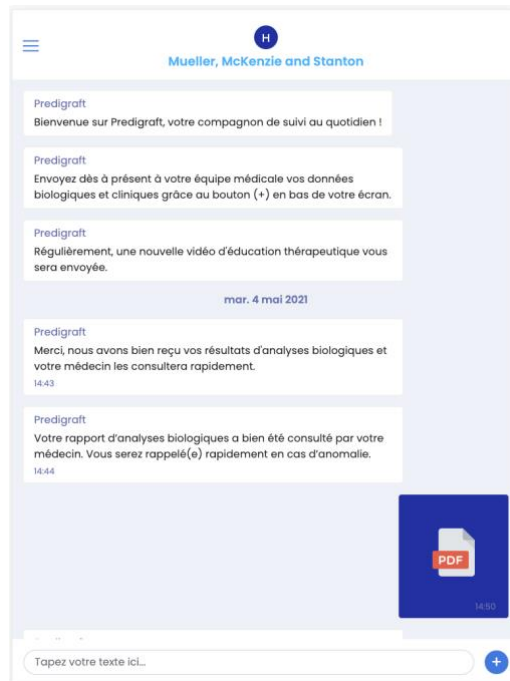 H
Mueller, McKenzie and Stanton
Predigraft
Bienvenue sur Predigraft, votre compagnon de suivi au quotidien !
Predigraft
Envoyez dès à présent à votre équipe médicale vos données
biologiques et cliniques grâce au bouton (+) en bas de votre écran.
Predigraft
Régulièrement, une nouvelle vidéo d'éducation thérapeutique vous
sera envoyée.
mar. 4 mai 2021
Predigraft
Merci, nous avons bien reçu vos résultats d'analyses biologiques et
votre médecin les consultera rapidement.
14:43
Predigraft
Votre rapport d'analyses biologiques a bien été consulté par votre
médecin. Vous serez rappelé(e) rapidement en cas d'anomalie.
14:44
PDF
14:50
Tapez votre texte ici...
+